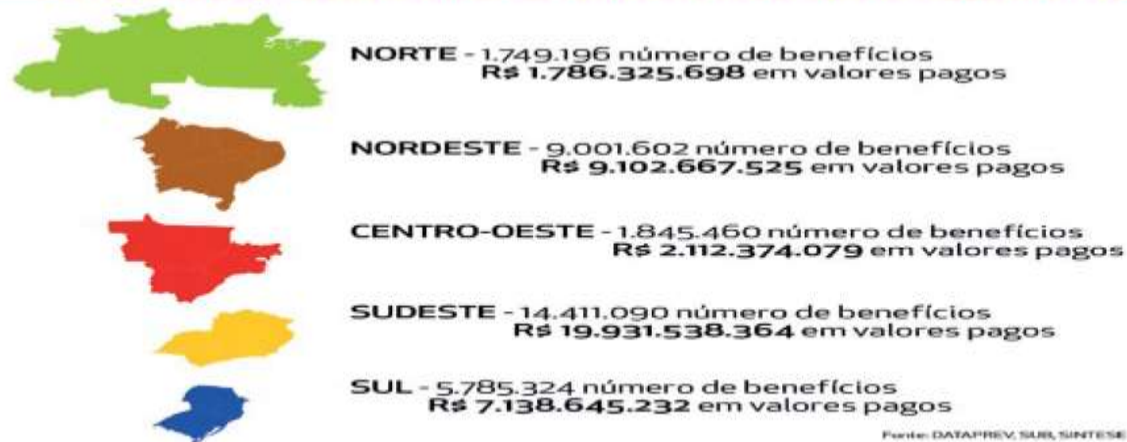 NORTE - 1.749.196 número de benefícios
R$ 1.786.325.698 em valores pagos
NORDESTE - 9.001.602 número de benefícios
R$ 9.102.667.525 em valores pagos
CENTRO-OESTE - 1.845.460 número de benefícios
R$ 2.112.374.079 em valores pagos
SUDESTE - 14.411.090 número de benefícios
R$ 19.931.538.364 em valores pagos
SUL - 5.785.324 número de benefícios
R$ 7.138.645.232 em valores pagos
Fonte: DATAPREV, SUB, SINTESE